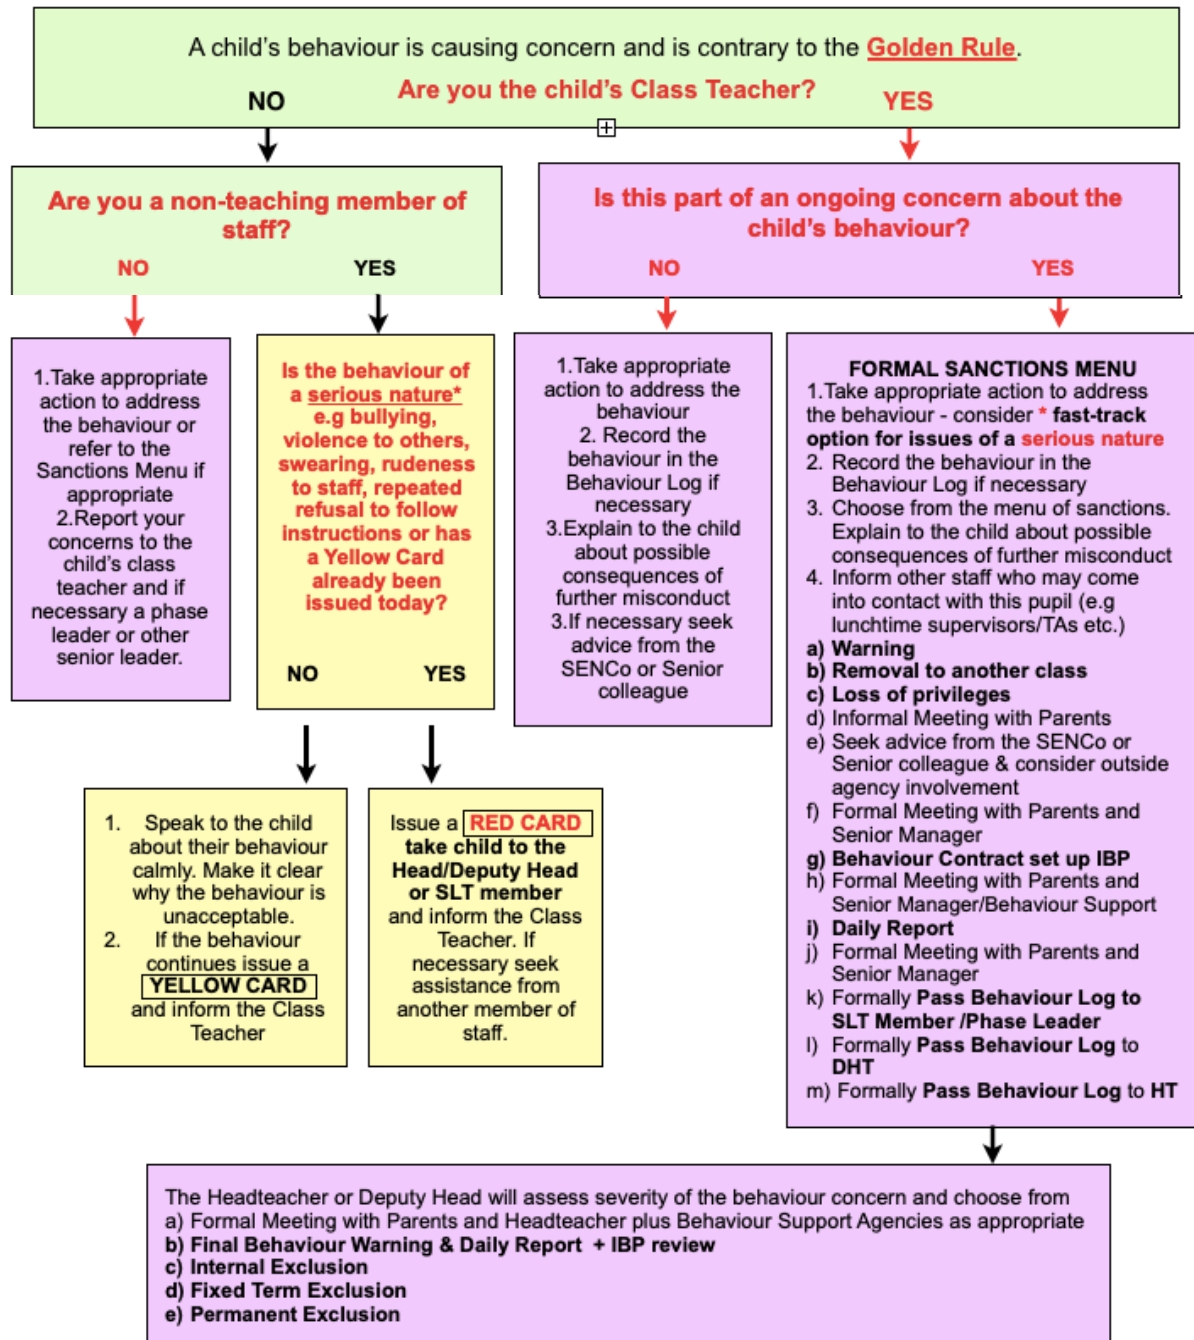 A child's behaviour is causing concern and is contrary to the Golden Rule.
Are you the child's Class Teacher?
NO
YES
Are you a non-teaching member of
staff?
NO
YES
Is this part of an ongoing concern about the
child's behaviour?
NO
YES
1.Take appropriate
action to address
the behaviour or
refer to the
Sanctions Menu if
appropriate
2.Report your
concerns to the
child's class
teacher and if
necessary a phase
leader or other
senior leader.
Is the behaviour of
a serious nature*
e.g bullying,
violence to others,
swearing, rudeness
to staff, repeated
refusal to follow
instructions or has
a Yellow Card
already been
issued today?
NO
YES
1.Take appropriate
action to address the
behaviour
2. Record the
behaviour in the
Behaviour Log if
necessary
3.Explain to the child
about possible
consequences of
further misconduct
3.If necessary seek
advice from the
SENCo or Senior
colleague
FORMAL SANCTIONS MENU
1.Take appropriate action to address
the behaviour - consider * fast-track
option for issues of a serious nature
2. Record the behaviour in the
Behaviour Log if necessary
3. Choose from the menu of sanctions.
Explain to the child about possible
consequences of further misconduct
4. Inform other staff who may come
into contact with this pupil (e.g
lunchtime supervisors/TAs etc.)
a) Warning
b) Removal to another class
c) Loss of privileges
d) Informal Meeting with Parents
e) Seek advice from the SENCo or
Senior colleague & consider outside
agency involvement
f) Formal Meeting with Parents and
Senior Manager
g) Behaviour Contract set up IBP
h) Formal Meeting with Parents and
Senior Manager/Behaviour Support
i) Daily Report
j) Formal Meeting with Parents and
Senior Manager
k) Formally Pass Behaviour Log to
SLT Member /Phase Leader
l) Formally Pass Behaviour Log to
DHT
m) Formally Pass Behaviour Log to HT
1. Speak to the child
about their behaviour
calmly. Make it clear
why the behaviour is
unacceptable.
2. If the behaviour
continues issue a
YELLOW CARD
and inform the Class
Teacher
Issue a RED CARD
take child to the
Head/Deputy Head
or SLT member
and inform the Class
Teacher. If
necessary seek
assistance from
another member of
staff.
The Headteacher or Deputy Head will assess severity of the behaviour concern and choose from
a) Formal Meeting with Parents and Headteacher plus Behaviour Support Agencies as appropriate
b) Final Behaviour Warning & Daily Report + IBP review
c) Internal Exclusion
d) Fixed Term Exclusion
e) Permanent Exclusion